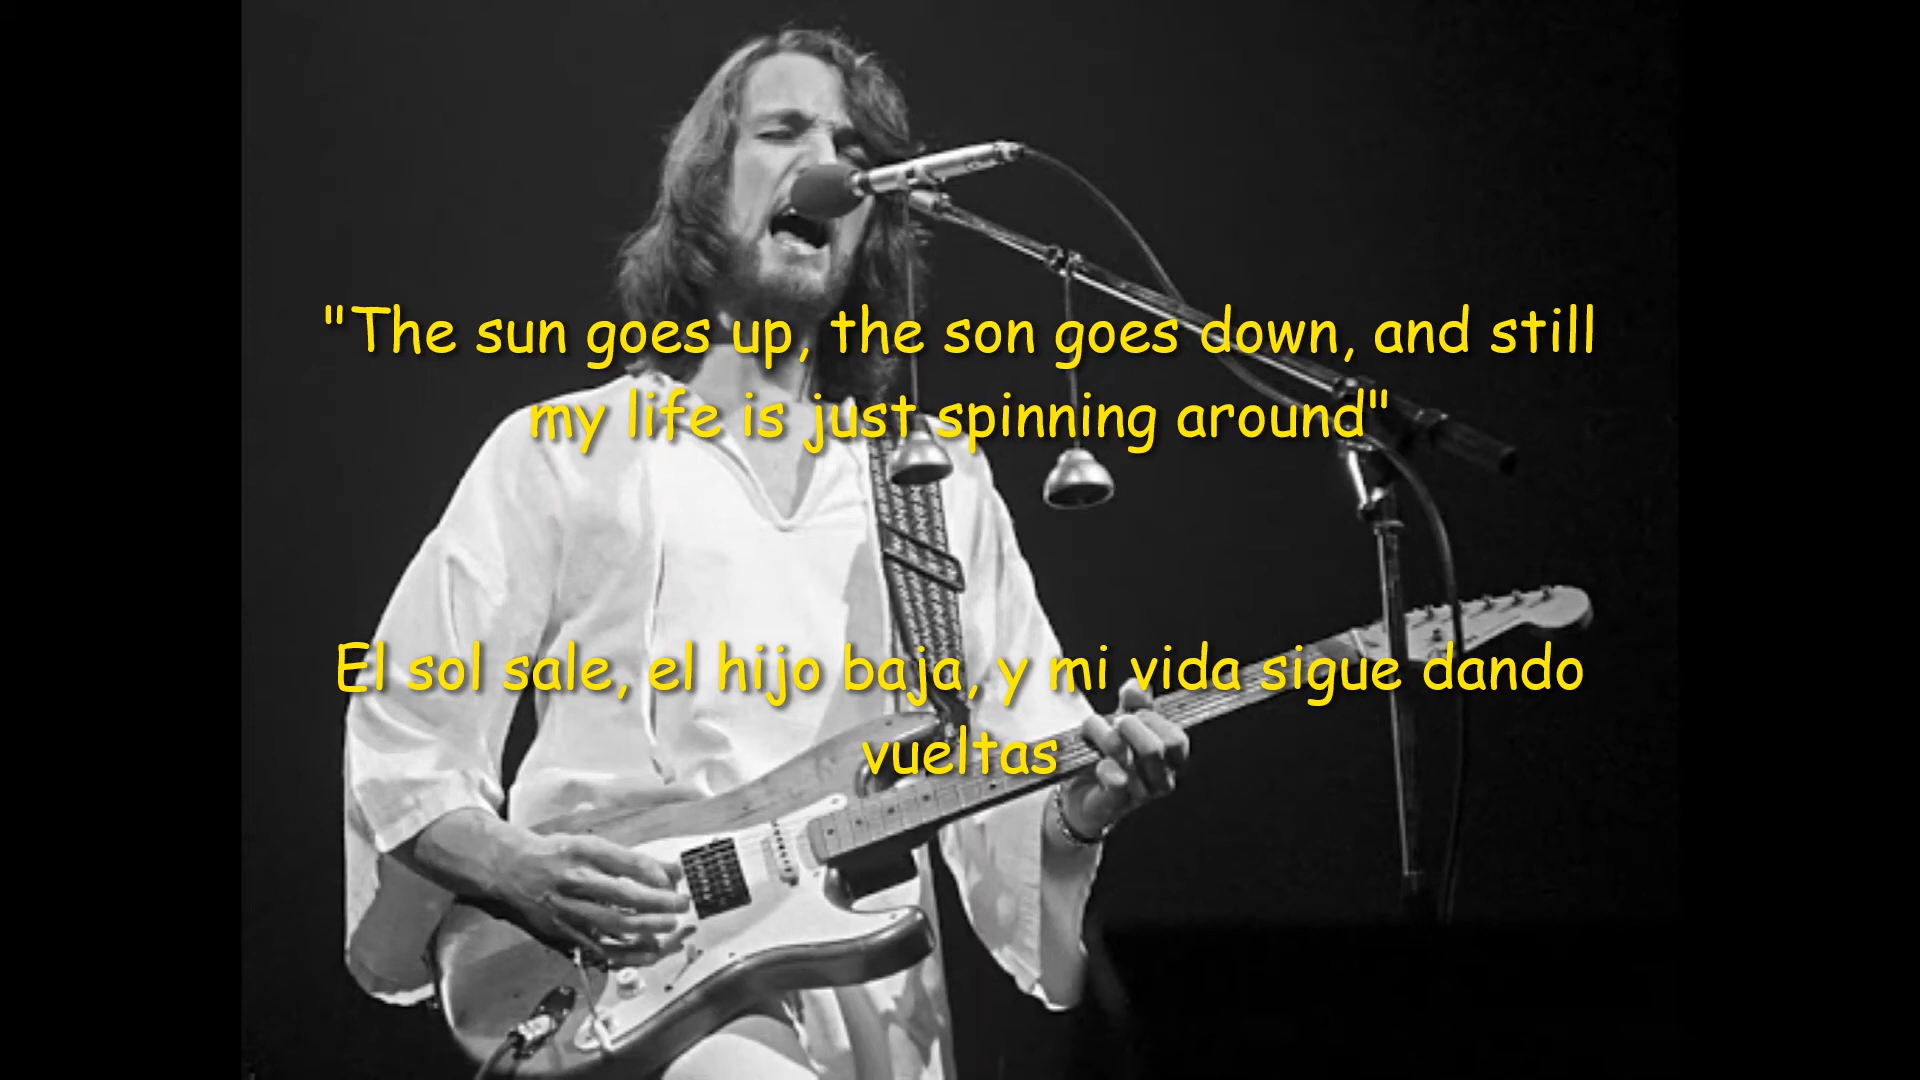 "The sun goes up, the son goes down, and still
my life is just spinning around"
El sol sale, el hijo baja, y mi vida sigue dando
vueltas